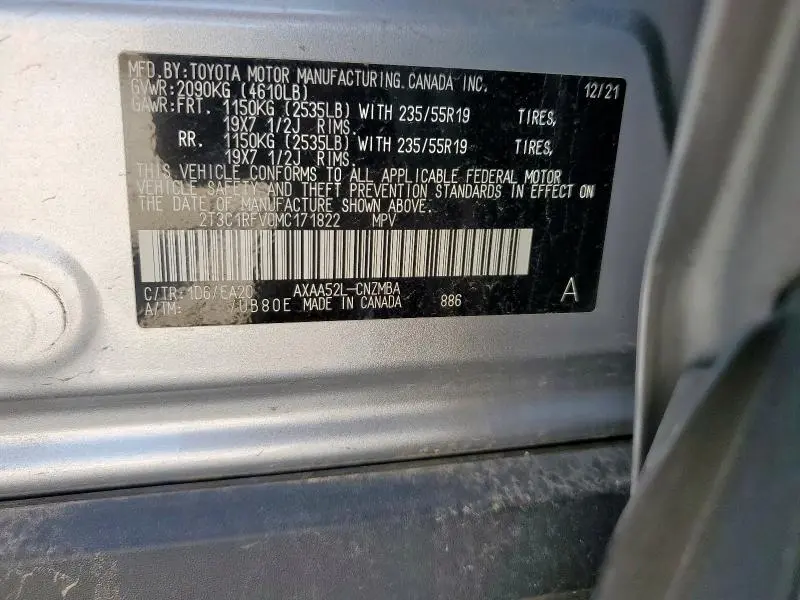 MFD.BY:TOYOTA MOTOR MANUFACTURING CANADA INC.
GVWR:2090KG (4610LB) 12/21
GAWR:FRT. 1150KG (2535LB) WITH 235/55R19 TIRES,
19X7 1/2J RIMS.
RR. 1150KG (2535LB) WITH 235/55R19 TIRES,
19X7 1/2J RIMS.
THIS VEHICLE CONFORMS TO ALL APPLICABLE FEDERAL MOTOR
VEHICLE SAFETY AND THEFT PREVENTION STANDARDS IN EFFECT ON
THE DATE OF MANUFACTURE SHOWN ABOVE.
2T3C1RFV0MC171822 MPV
C/TR:1D6/EA20 AXAA52L-CNZMBA
A/TM: /UB80E MADE IN CANADA 886 A